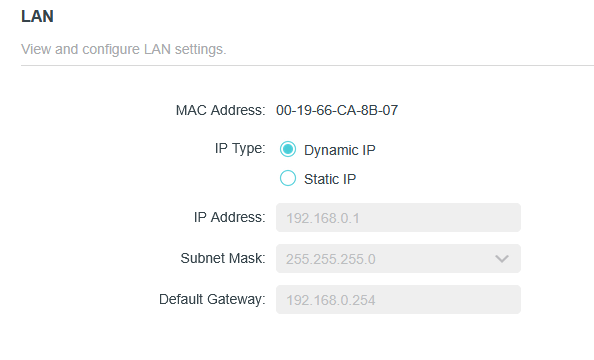 LAN
View and configure LAN settings.
MAC Address: 00-19-66-CA-8B-07
IP Type: Dynamic IP
Static IP
IP Address: 192.168.0.1
Subnet Mask: 255.255.255.0
Default Gateway: 192.168.0.254